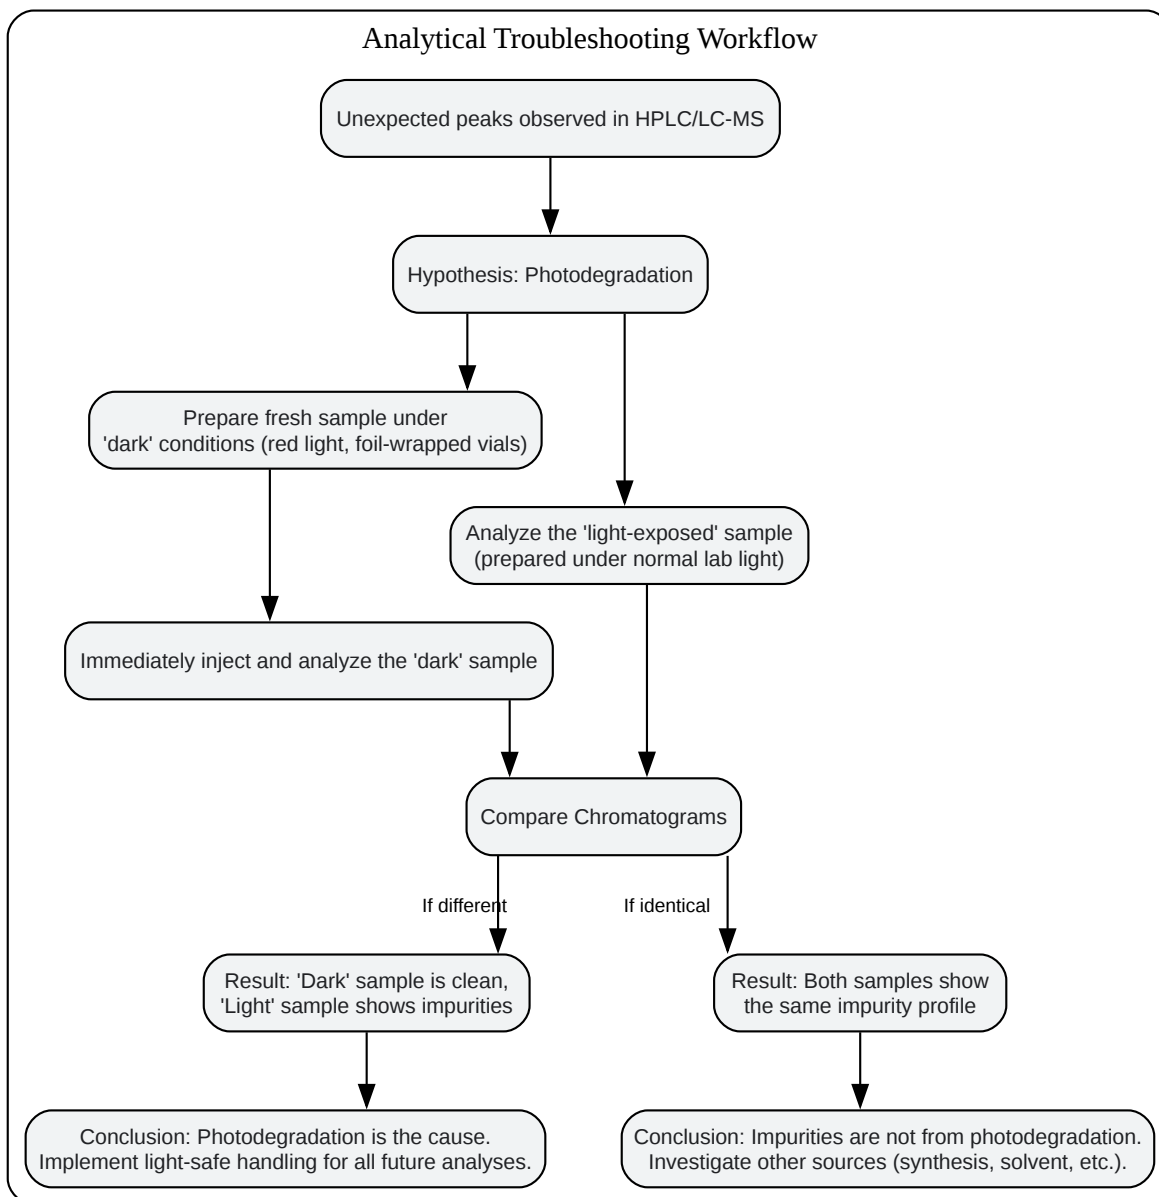 Analytical Troubleshooting Workflow
Unexpected peaks observed in HPLC/LC-MS
Hypothesis: Photodegradation
Prepare fresh sample under
'dark' conditions (red light, foil-wrapped vials)
Analyze the 'light-exposed' sample
(prepared under normal lab light)
Immediately inject and analyze the 'dark' sample
Compare Chromatograms
If different
If identical
Result: 'Dark' sample is clean,
'Light' sample shows impurities
Result: Both samples show
the same impurity profile
Conclusion: Photodegradation is the cause.
Implement light-safe handling for all future analyses.
Conclusion: Impurities are not from photodegradation.
Investigate other sources (synthesis, solvent, etc.).